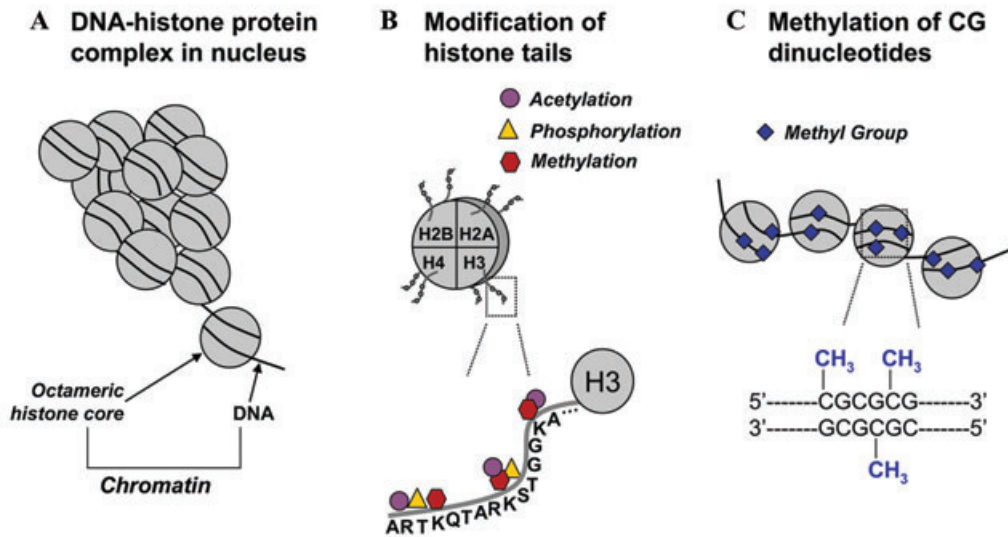 A DNA-histone protein
complex in nucleus
Octameric
histone core
DNA
Chromatin
B Modification of
histone tails
Acetylation
Phosphorylation
Methylation
H2B H2A
H4 H3
H3
ARTKQTARKSTGGKA...
C Methylation of CG
dinucleotides
Methyl Group
CH₃ CH₃
5'------CGCGCG------3'
3'------GCGCGC------5'
CH₃